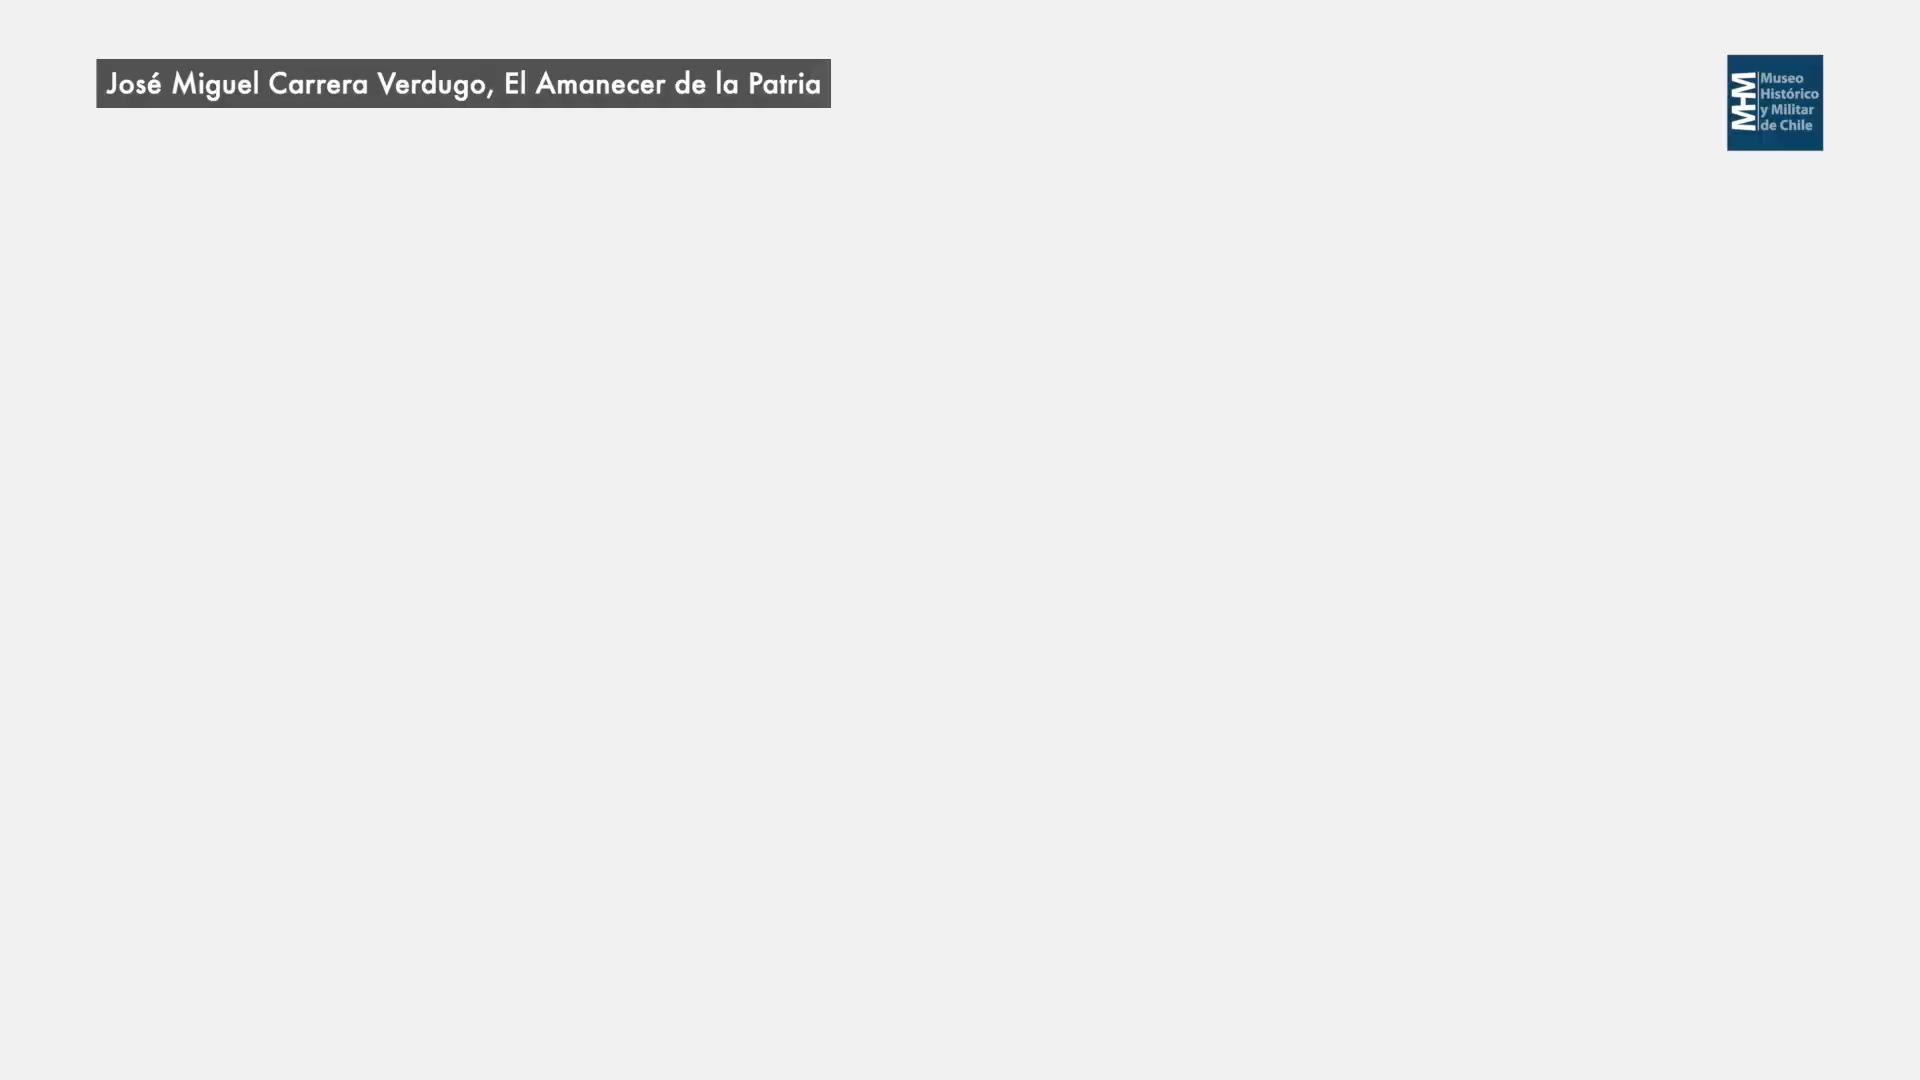 José Miguel Carrera Verdugo, El Amanecer de la Patria
MHM
Museo
Histórico
y Militar
de Chile